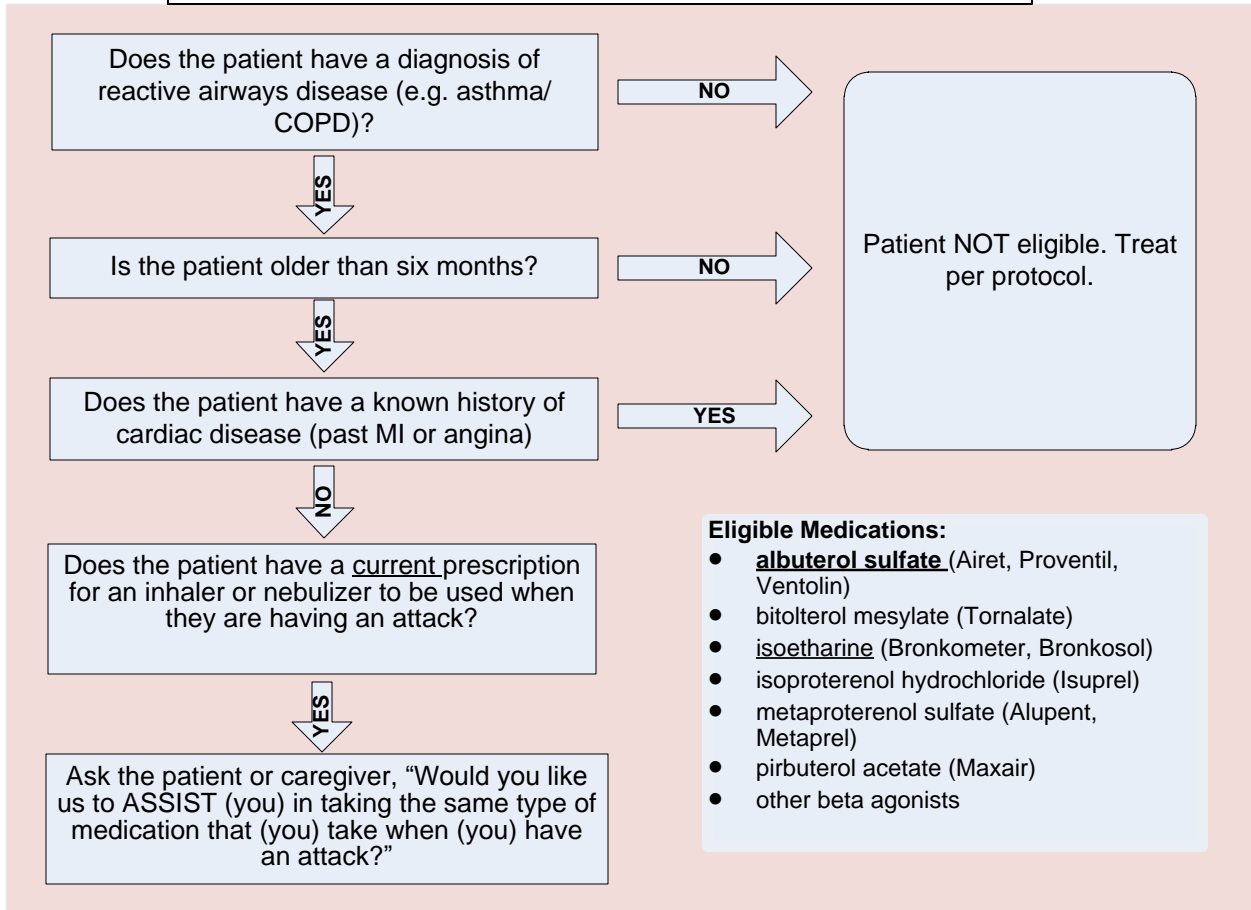 Does the patient have a diagnosis of
reactive airways disease (e.g. asthma/
COPD)?
NO
YES
Is the patient older than six months?
NO
Patient NOT eligible. Treat
per protocol.
YES
Does the patient have a known history of
cardiac disease (past MI or angina)
YES
NO
Does the patient have a current prescription
for an inhaler or nebulizer to be used when
they are having an attack?
YES
Ask the patient or caregiver, “Would you like
us to ASSIST (you) in taking the same type of
medication that (you) take when (you) have
an attack?”
Eligible Medications:
● albuterol sulfate (Airet, Proventil,
Ventolin)
● bitolterol mesylate (Tornalate)
● isoetharine (Bronkometer, Bronkosol)
● isoproterenol hydrochloride (Isuprel)
● metaproterenol sulfate (Alupent,
Metaprel)
● pirbuterol acetate (Maxair)
● other beta agonists